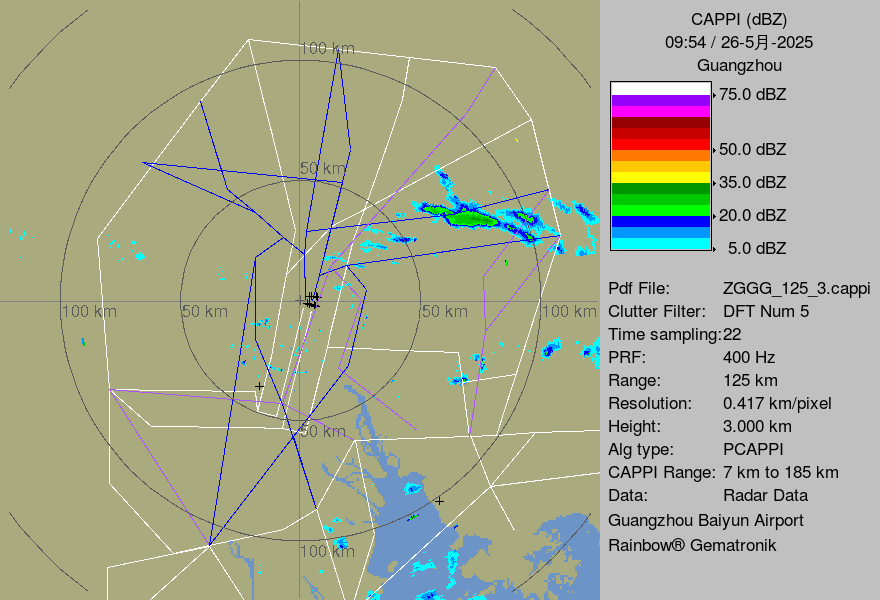 CAPPI (dBZ)
09:54 / 26-5月-2025
Guangzhou
75.0 dBZ
50.0 dBZ
35.0 dBZ
20.0 dBZ
5.0 dBZ
100 km
50 km
100 km
50 km
50 km
100 km
50 km
100 km
Pdf File: ZGGG_125_3.cappi
Clutter Filter: DFT Num 5
Time sampling:22
PRF: 400 Hz
Range: 125 km
Resolution: 0.417 km/pixel
Height: 3.000 km
Alg type: PCAPPI
CAPPI Range: 7 km to 185 km
Data: Radar Data
Guangzhou Baiyun Airport
Rainbow® Gematronik